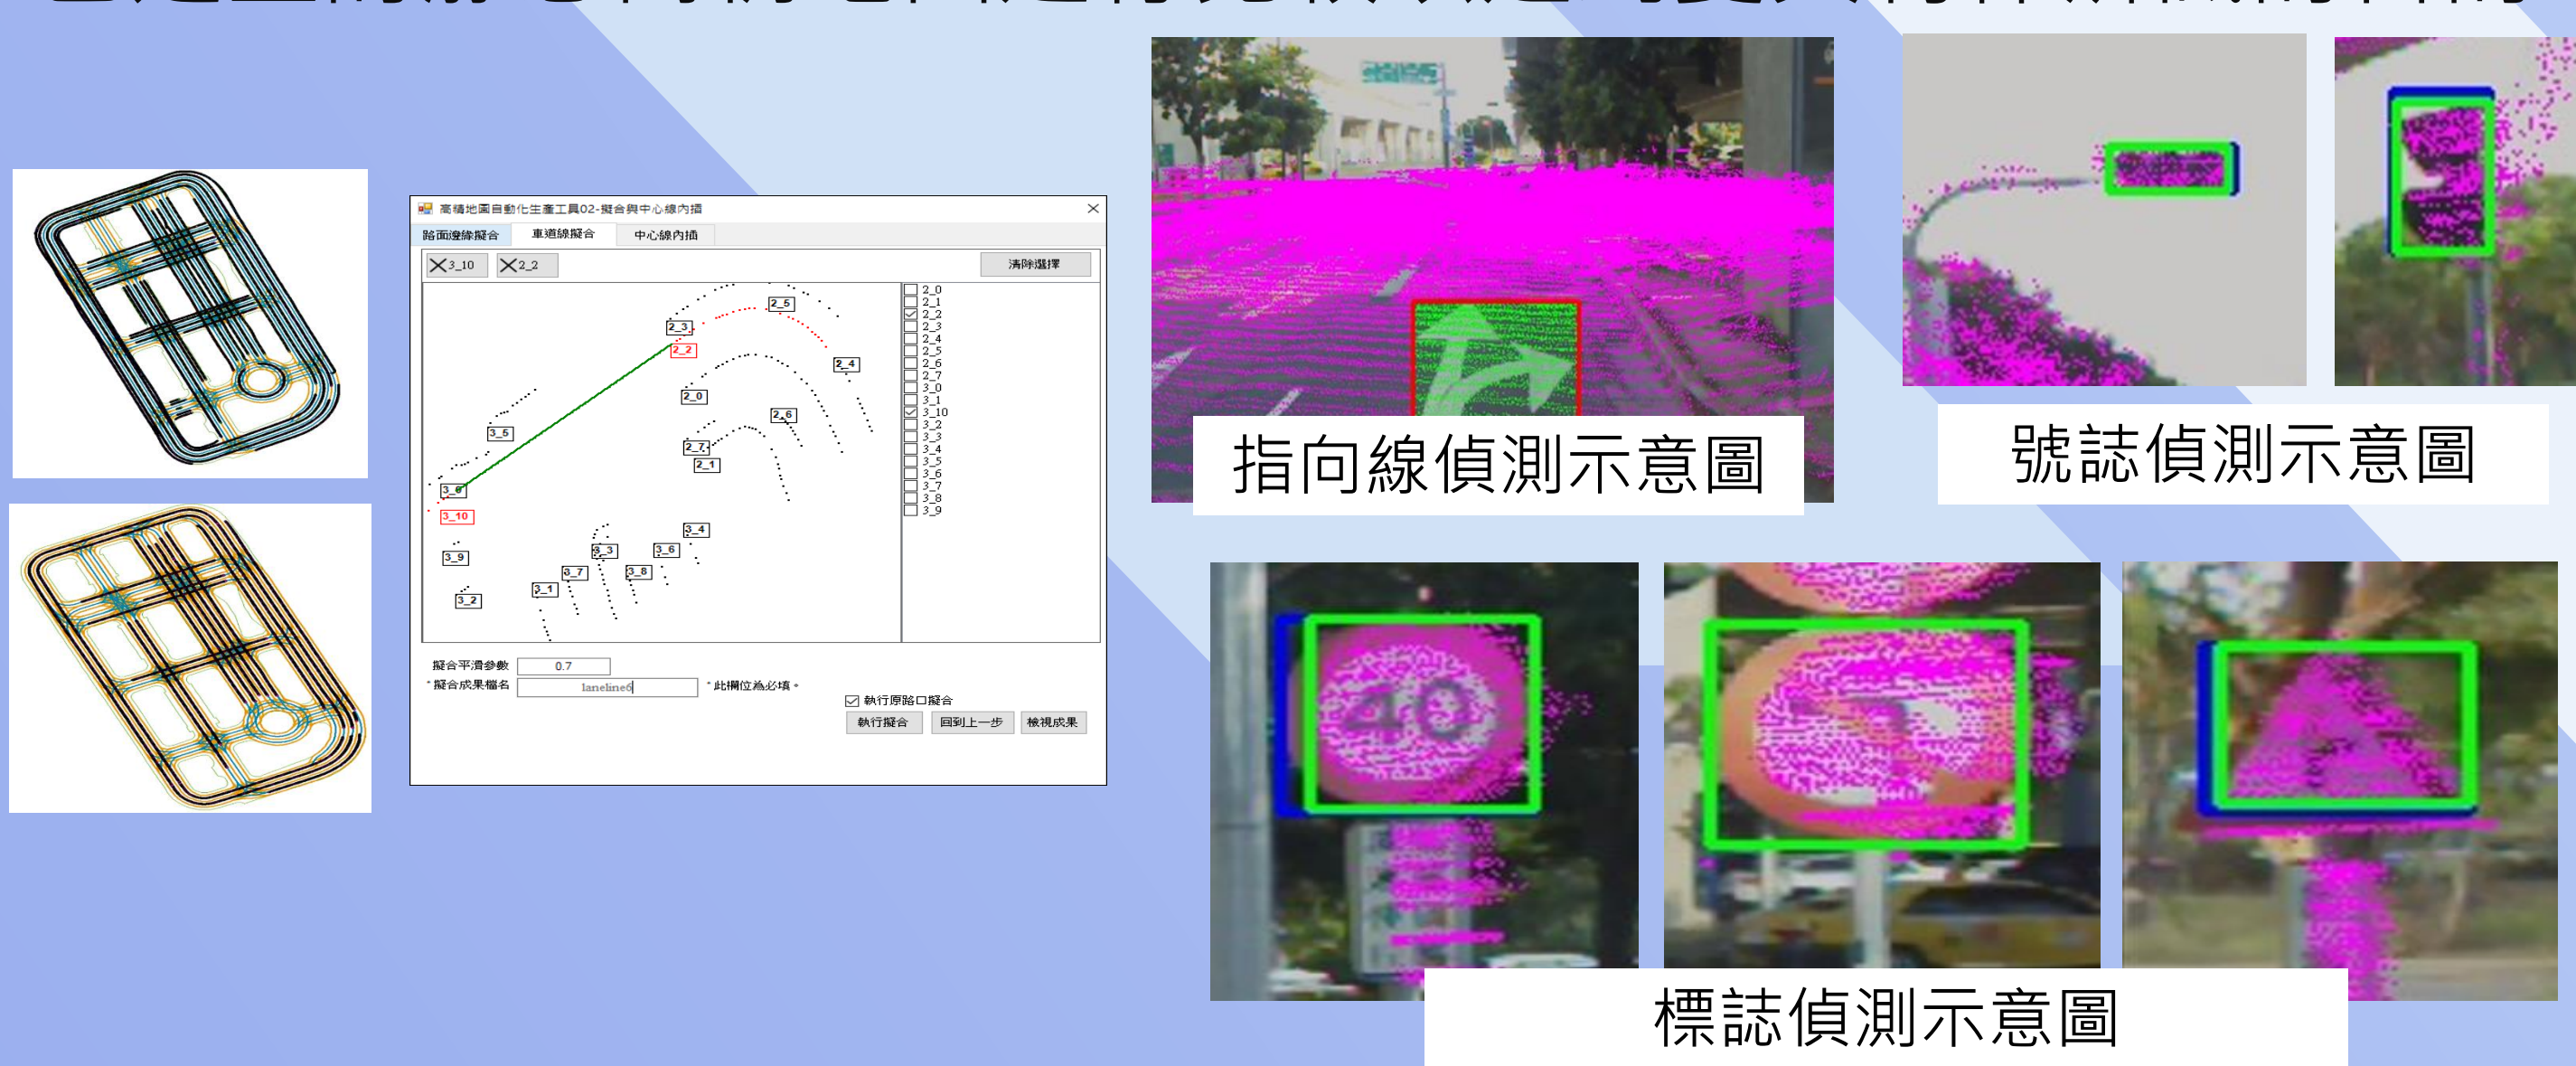 高精地圖自動化生產工具02-擬合與中心線內插
路面邊緣擬合
車道線擬合
中心線內插
3_10
2_2
清除選擇
2_5
2_3
2_2
2_4
2_0
2_6
3_5
2_7
2_1
3_10
3_4
3_3
3_6
3_9
3_7
3_8
3_1
3_2
2_0
2_1
2_2
2_3
2_4
2_5
2_6
2_7
3_0
3_1
3_10
3_2
3_3
3_4
3_5
3_6
3_7
3_8
3_9
擬合平滑參數
0.7
*擬合成果檔名
laneline6
*此欄位為必填。
執行原路口擬合
執行擬合
回到上一步
檢視成果
指向線偵測示意圖
號誌偵測示意圖
40
標誌偵測示意圖